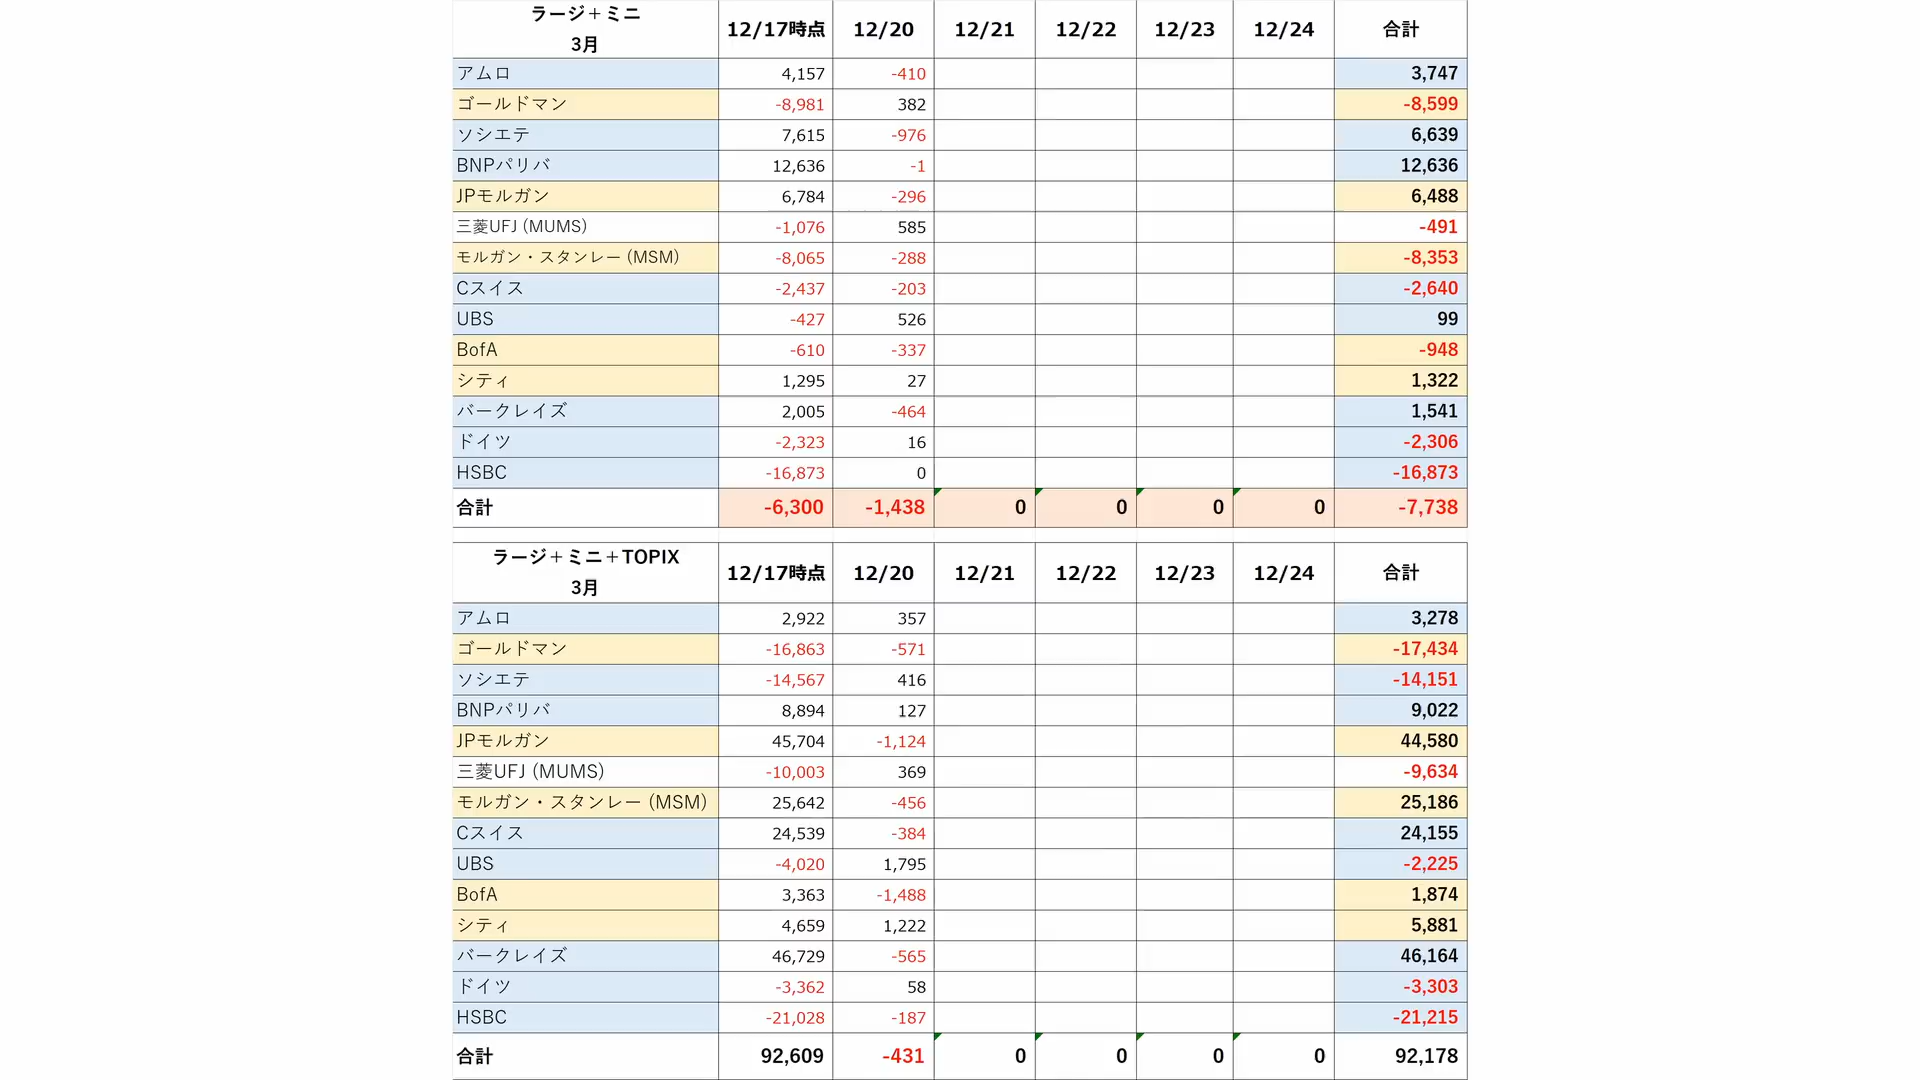 ラージ＋ミニ
3月
12/17時点 12/20 12/21 12/22 12/23 12/24 合計
アムロ 4,157 -410 3,747
ゴールドマン -8,981 382 -8,599
ソシエテ 7,615 -976 6,639
BNPパリバ 12,636 -1 12,636
JPモルガン 6,784 -296 6,488
三菱UFJ (MUMS) -1,076 585 -491
モルガン・スタンレー (MSM) -8,065 -288 -8,353
Cスイス -2,437 -203 -2,640
UBS -427 526 99
BofA -610 -337 -948
シティ 1,295 27 1,322
バークレイズ 2,005 -464 1,541
ドイツ -2,323 16 -2,306
HSBC -16,873 0 -16,873
合計 -6,300 -1,438 0 0 0 0 -7,738
ラージ＋ミニ＋TOPIX
3月
12/17時点 12/20 12/21 12/22 12/23 12/24 合計
アムロ 2,922 357 3,278
ゴールドマン -16,863 -571 -17,434
ソシエテ -14,567 416 -14,151
BNPパリバ 8,894 127 9,022
JPモルガン 45,704 -1,124 44,580
三菱UFJ (MUMS) -10,003 369 -9,634
モルガン・スタンレー (MSM) 25,642 -456 25,186
Cスイス 24,539 -384 24,155
UBS -4,020 1,795 -2,225
BofA 3,363 -1,488 1,874
シティ 4,659 1,222 5,881
バークレイズ 46,729 -565 46,164
ドイツ -3,362 58 -3,303
HSBC -21,028 -187 -21,215
合計 92,609 -431 0 0 0 0 92,178